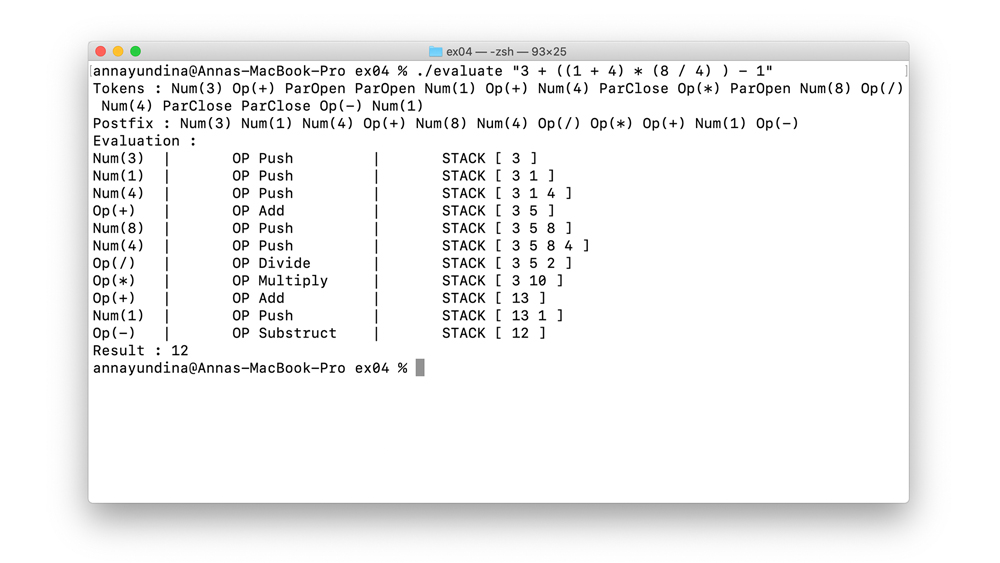 ex04 — -zsh — 93×25
annayundina@Annas-MacBook-Pro ex04 % ./evaluate "3 + ((1 + 4) * (8 / 4) ) - 1"
Tokens : Num(3) Op(+) ParOpen ParOpen Num(1) Op(+) Num(4) ParClose Op(*) ParOpen Num(8) Op(/)
Num(4) ParClose ParClose Op(-) Num(1)
Postfix : Num(3) Num(1) Num(4) Op(+) Num(8) Num(4) Op(/) Op(*) Op(+) Num(1) Op(-)
Evaluation :
Num(3) | OP Push | STACK [ 3 ]
Num(1) | OP Push | STACK [ 3 1 ]
Num(4) | OP Push | STACK [ 3 1 4 ]
Op(+) | OP Add | STACK [ 3 5 ]
Num(8) | OP Push | STACK [ 3 5 8 ]
Num(4) | OP Push | STACK [ 3 5 8 4 ]
Op(/) | OP Divide | STACK [ 3 5 2 ]
Op(*) | OP Multiply | STACK [ 3 10 ]
Op(+) | OP Add | STACK [ 13 ]
Num(1) | OP Push | STACK [ 13 1 ]
Op(-) | OP Substruct | STACK [ 12 ]
Result : 12
annayundina@Annas-MacBook-Pro ex04 %